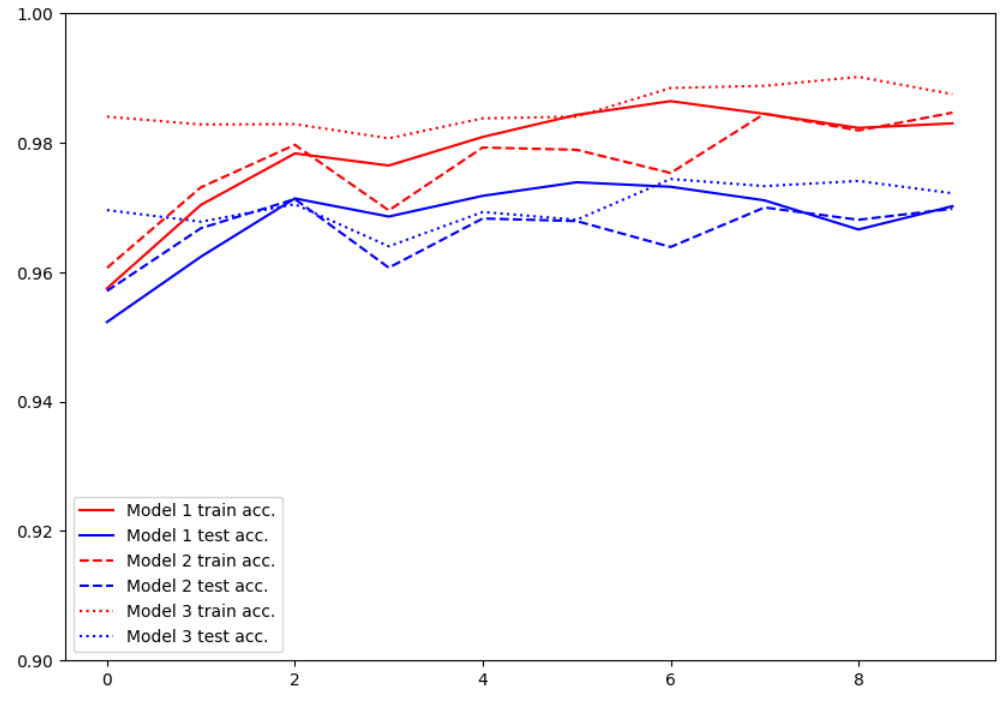 1.00
0.98
0.96
0.94
0.92
0.90
Model 1 train acc.
Model 1 test acc.
Model 2 train acc.
Model 2 test acc.
Model 3 train acc.
Model 3 test acc.
0 2 4 6 8